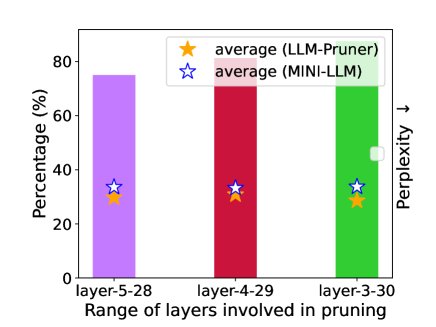 average (LLM-Pruner)
average (MINI-LLM)
Percentage (%)
80
60
40
20
0
Perplexity ↓
layer-5-28 layer-4-29 layer-3-30
Range of layers involved in pruning